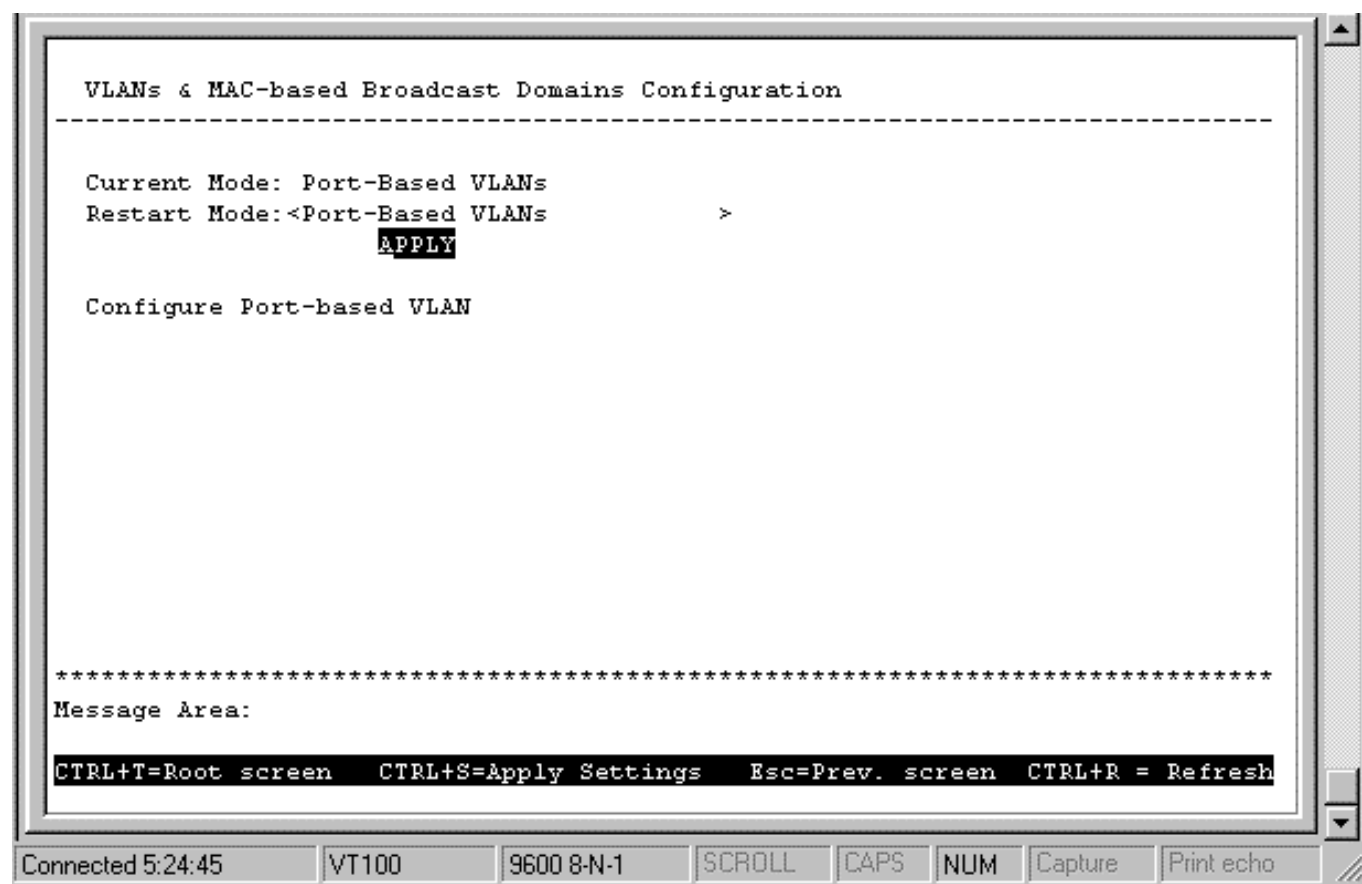 VLANs & MAC-based Broadcast Domains Configuration
-------------------------------------------------------------------------------
Current Mode: Port-Based VLANs
Restart Mode:<Port-Based VLANs            >
APPLY
Configure Port-based VLAN
*******************************************************************************
Message Area:
CTRL+T=Root screen   CTRL+S=Apply Settings   Esc=Prev. screen  CTRL+R = Refresh
Connected 5:24:45 VT100 9600 8-N-1 SCROLL CAPS NUM Capture Print echo